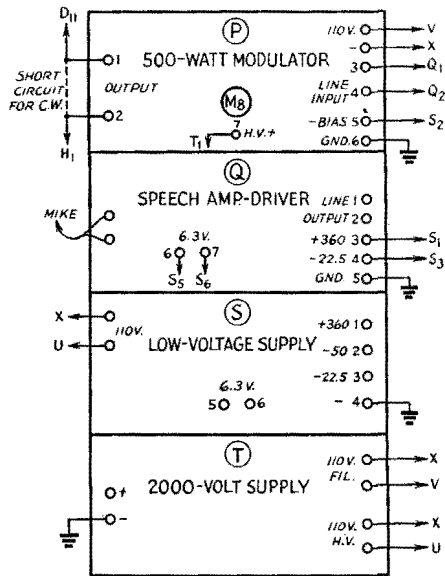 D11
P
500-WATT MODULATOR
1
SHORT
CIRCUIT
FOR C.W.
OUTPUT
2
H1
M8
7
H.V.+
T1
110V.
V
-
X
3
Q1
LINE
INPUT
4
Q2
-BIAS 5
S2
GND. 6
Q
SPEECH AMP-DRIVER
MIKE
6.3V.
6
7
S5
S6
LINE 1
OUTPUT 2
+360 3
S1
-22.5 4
S3
GND. 5
S
LOW-VOLTAGE SUPPLY
X
110V.
U
6.3V.
5
6
+360 1
-50 2
-22.5 3
- 4
T
2000-VOLT SUPPLY
+
-
110V.
FIL.
X
V
110V.
H.V.
X
U